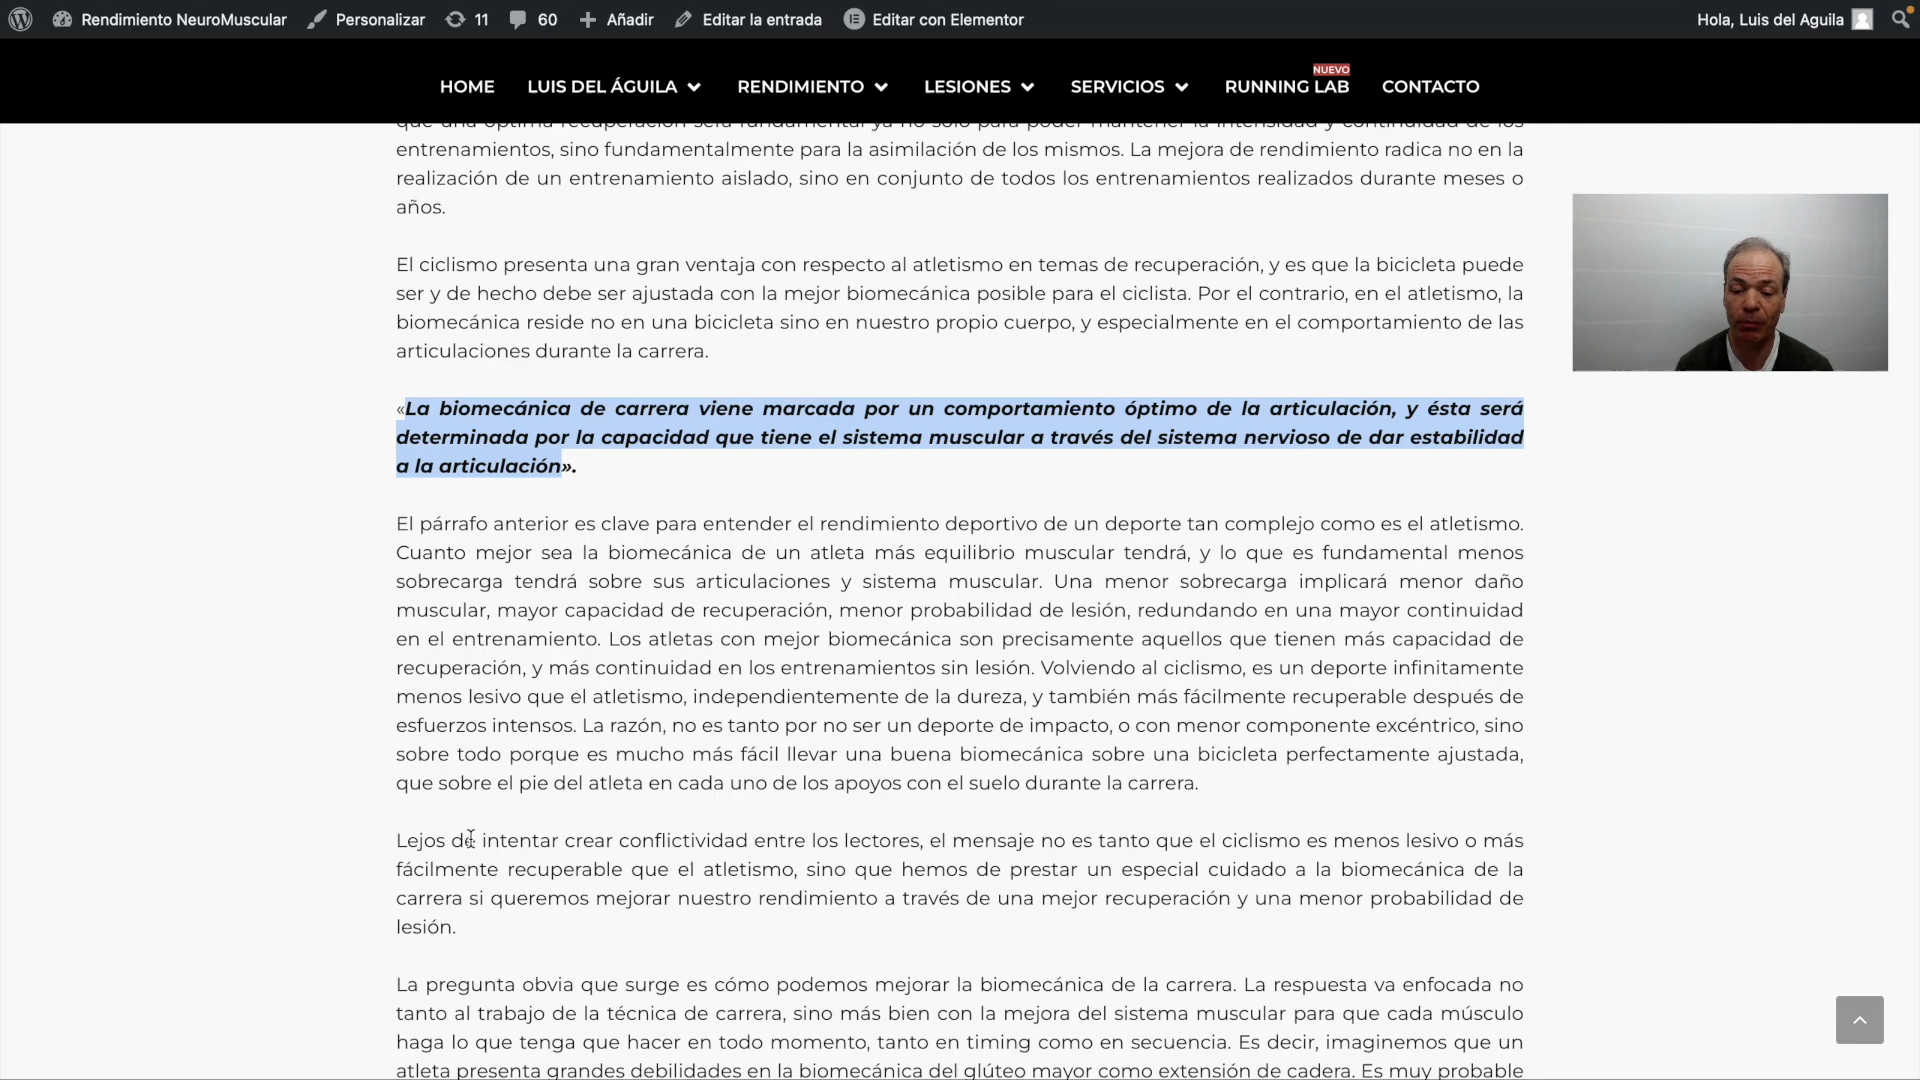 Rendimiento NeuroMuscular Personalizar 11 60 Añadir Editar la entrada Editar con Elementor Hola, Luis del Aguila
NUEVO
HOME LUIS DEL ÁGUILA RENDIMIENTO LESIONES SERVICIOS RUNNING LAB CONTACTO
que una óptima recuperación será fundamental ya no sólo para poder mantener la intensidad y continuidad de los
entrenamientos, sino fundamentalmente para la asimilación de los mismos. La mejora de rendimiento radica no en la
realización de un entrenamiento aislado, sino en conjunto de todos los entrenamientos realizados durante meses o
años.
El ciclismo presenta una gran ventaja con respecto al atletismo en temas de recuperación, y es que la bicicleta puede
ser y de hecho debe ser ajustada con la mejor biomecánica posible para el ciclista. Por el contrario, en el atletismo, la
biomecánica reside no en una bicicleta sino en nuestro propio cuerpo, y especialmente en el comportamiento de las
articulaciones durante la carrera.
«La biomecánica de carrera viene marcada por un comportamiento óptimo de la articulación, y ésta será
determinada por la capacidad que tiene el sistema muscular a través del sistema nervioso de dar estabilidad
a la articulación».
El párrafo anterior es clave para entender el rendimiento deportivo de un deporte tan complejo como es el atletismo.
Cuanto mejor sea la biomecánica de un atleta más equilibrio muscular tendrá, y lo que es fundamental menos
sobrecarga tendrá sobre sus articulaciones y sistema muscular. Una menor sobrecarga implicará menor daño
muscular, mayor capacidad de recuperación, menor probabilidad de lesión, redundando en una mayor continuidad
en el entrenamiento. Los atletas con mejor biomecánica son precisamente aquellos que tienen más capacidad de
recuperación, y más continuidad en los entrenamientos sin lesión. Volviendo al ciclismo, es un deporte infinitamente
menos lesivo que el atletismo, independientemente de la dureza, y también más fácilmente recuperable después de
esfuerzos intensos. La razón, no es tanto por no ser un deporte de impacto, o con menor componente excéntrico, sino
sobre todo porque es mucho más fácil llevar una buena biomecánica sobre una bicicleta perfectamente ajustada,
que sobre el pie del atleta en cada uno de los apoyos con el suelo durante la carrera.
Lejos de intentar crear conflictividad entre los lectores, el mensaje no es tanto que el ciclismo es menos lesivo o más
fácilmente recuperable que el atletismo, sino que hemos de prestar un especial cuidado a la biomecánica de la
carrera si queremos mejorar nuestro rendimiento a través de una mejor recuperación y una menor probabilidad de
lesión.
La pregunta obvia que surge es cómo podemos mejorar la biomecánica de la carrera. La respuesta va enfocada no
tanto al trabajo de la técnica de carrera, sino más bien con la mejora del sistema muscular para que cada músculo
haga lo que tenga que hacer en todo momento, tanto en timing como en secuencia. Es decir, imaginemos que un
atleta presenta grandes debilidades en la biomecánica del glúteo mayor como extensión de cadera. Es muy probable